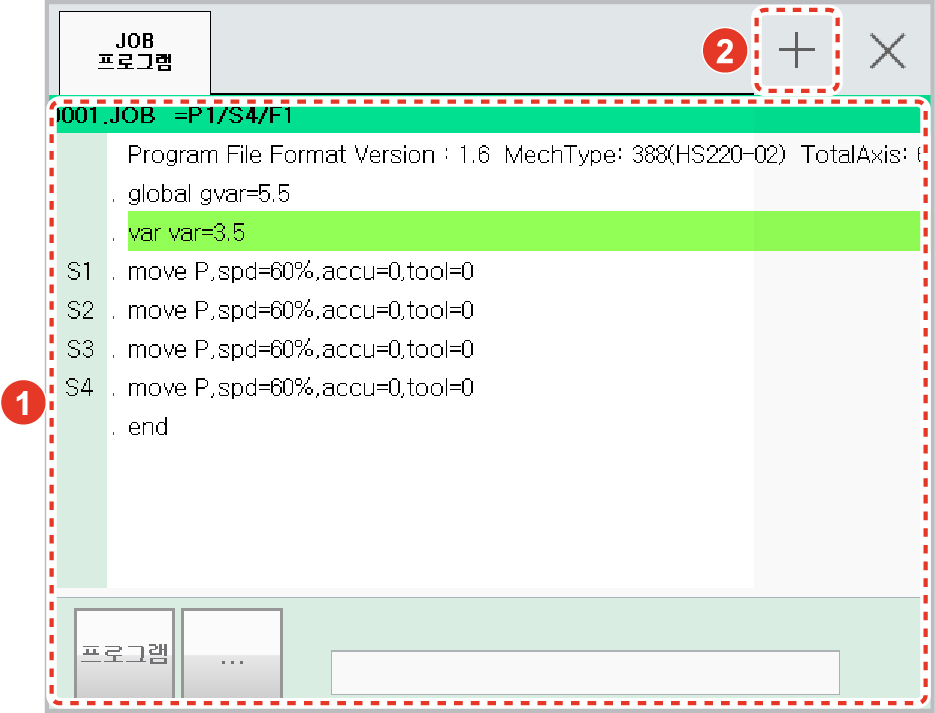 JOB
프로그램
2
0001.JOB =P1/S4/F1
Program File Format Version : 1.6 MechType: 388(HS220-02) TotalAxis:
. global gvar=5.5
. var var=3.5
S1 . move P,spd=60%,accu=0,tool=0
S2 . move P,spd=60%,accu=0,tool=0
S3 . move P,spd=60%,accu=0,tool=0
S4 . move P,spd=60%,accu=0,tool=0
1
. end
프로그램
...